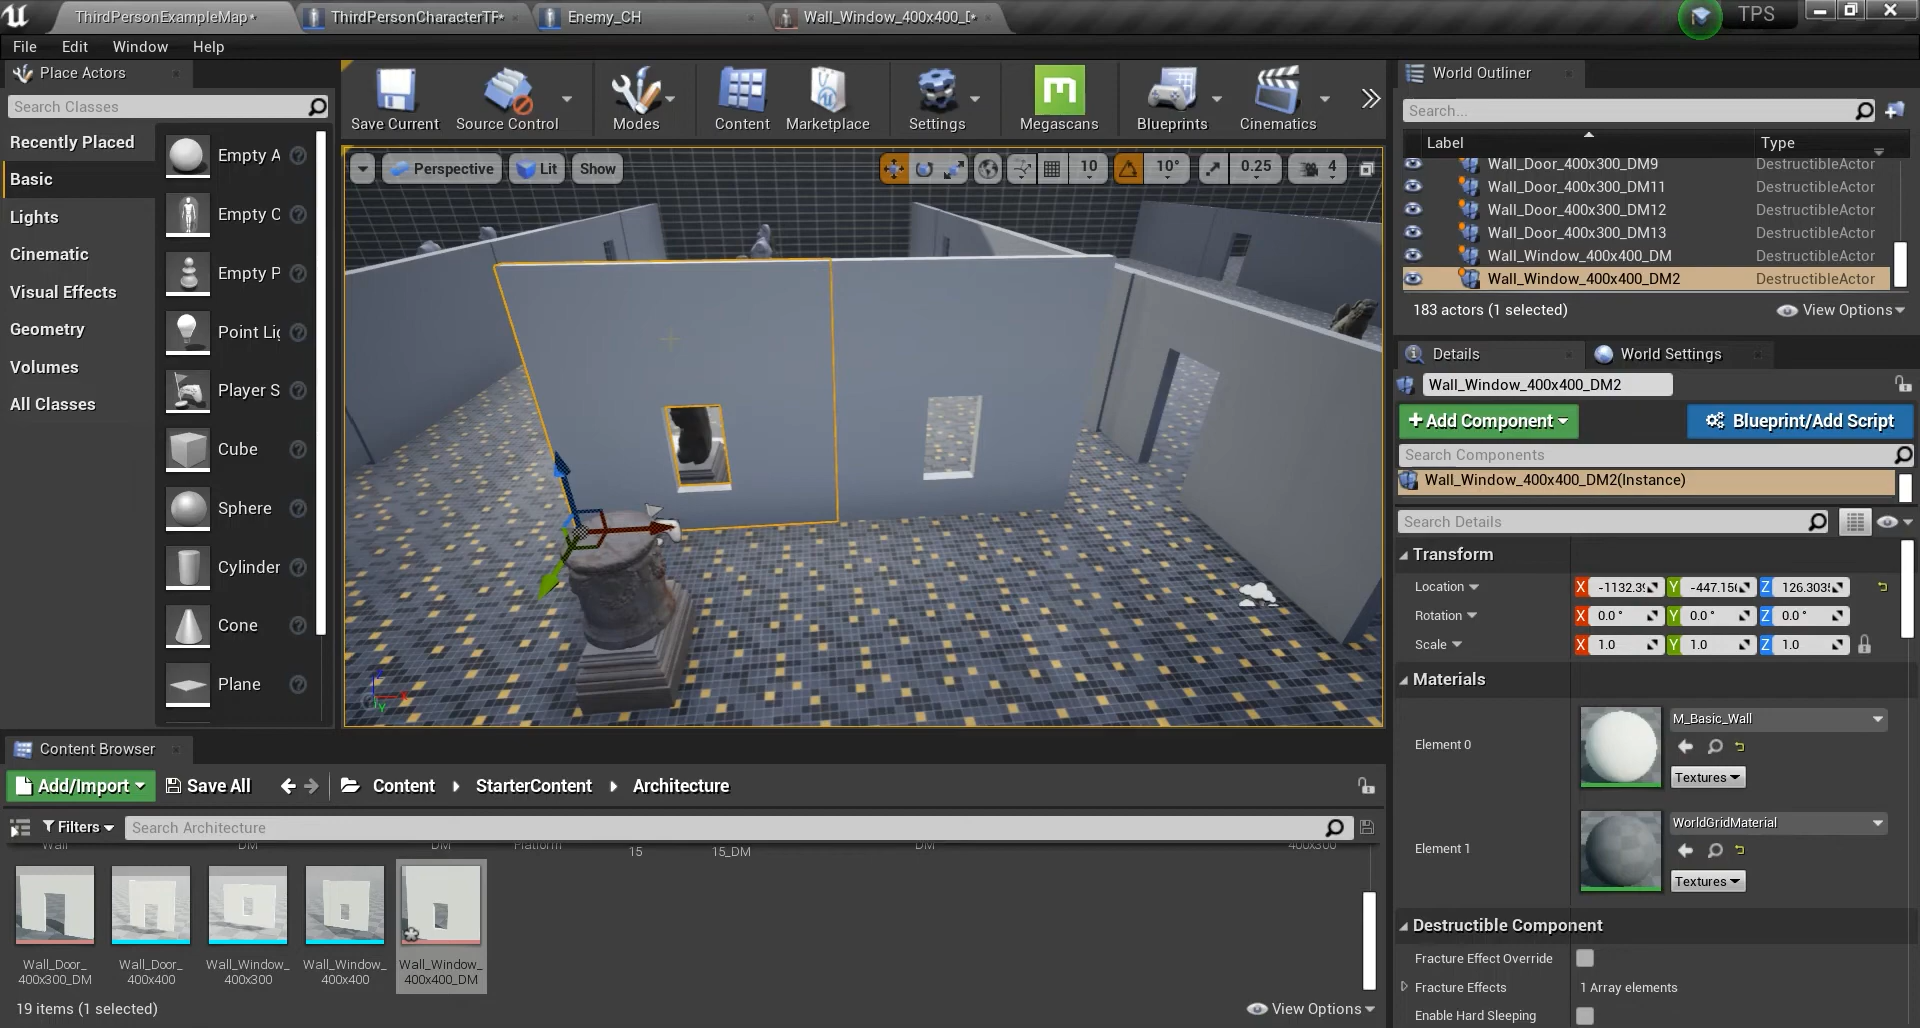 ThirdPersonExampleMap*
ThirdPersonCharacterTF*
Enemy_CH
Wall_Window_400x400_D*
TPS
File
Edit
Window
Help
Place Actors
Search Classes
Recently Placed
Basic
Lights
Cinematic
Visual Effects
Geometry
Volumes
All Classes
Empty A
Empty C
Empty P
Point Lig
Player S
Cube
Sphere
Cylinder
Cone
Plane
Save Current
Source Control
Modes
Content
Marketplace
Settings
Megascans
Blueprints
Cinematics
Perspective
Lit
Show
10
10°
0.25
4
World Outliner
Search...
Label
Type
Wall_Door_400x300_DM9
DestructibleActor
Wall_Door_400x300_DM11
DestructibleActor
Wall_Door_400x300_DM12
DestructibleActor
Wall_Door_400x300_DM13
DestructibleActor
Wall_Window_400x400_DM
DestructibleActor
Wall_Window_400x400_DM2
DestructibleActor
183 actors (1 selected)
View Options
Details
World Settings
Wall_Window_400x400_DM2
+Add Component
Blueprint/Add Script
Search Components
Wall_Window_400x400_DM2(Instance)
Search Details
Transform
Location
X
Y
Z
Rotation
X 0.0 °
Y 0.0 °
Z 0.0 °
Scale
X 1.0
Y 1.0
Z 1.0
Materials
Element 0
M_Basic_Wall
Textures
Element 1
WorldGridMaterial
Textures
Destructible Component
Fracture Effect Override
Fracture Effects
1 Array elements
Enable Hard Sleeping
Content Browser
Add/Import
Save All
Content
StarterContent
Architecture
Filters
Search Architecture
Wall
DM
DM
Platform
15
15_DM
DM
400x300
Wall_Door_
400x300_DM
Wall_Door_
400x400
Wall_Window_
400x300
Wall_Window_
400x400
Wall_Window_
400x400_DM
19 items (1 selected)
View Options